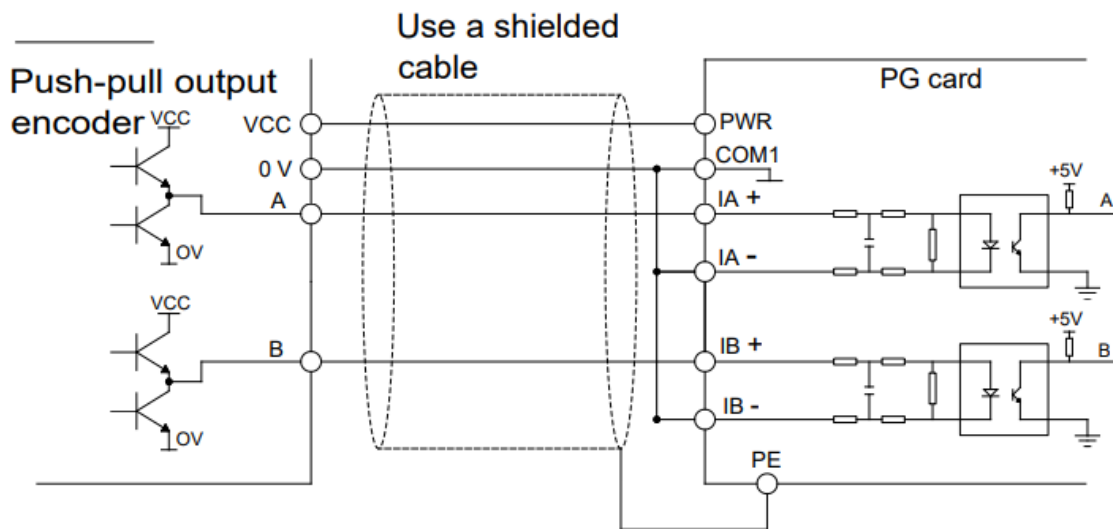 Use a shielded
cable
Push-pull output
encoder
PG card
VCC
VCC
PWR
0 V
COM1
A
IA +
+5V
A
OV
IA -
VCC
+5V
B
IB +
B
OV
IB -
PE